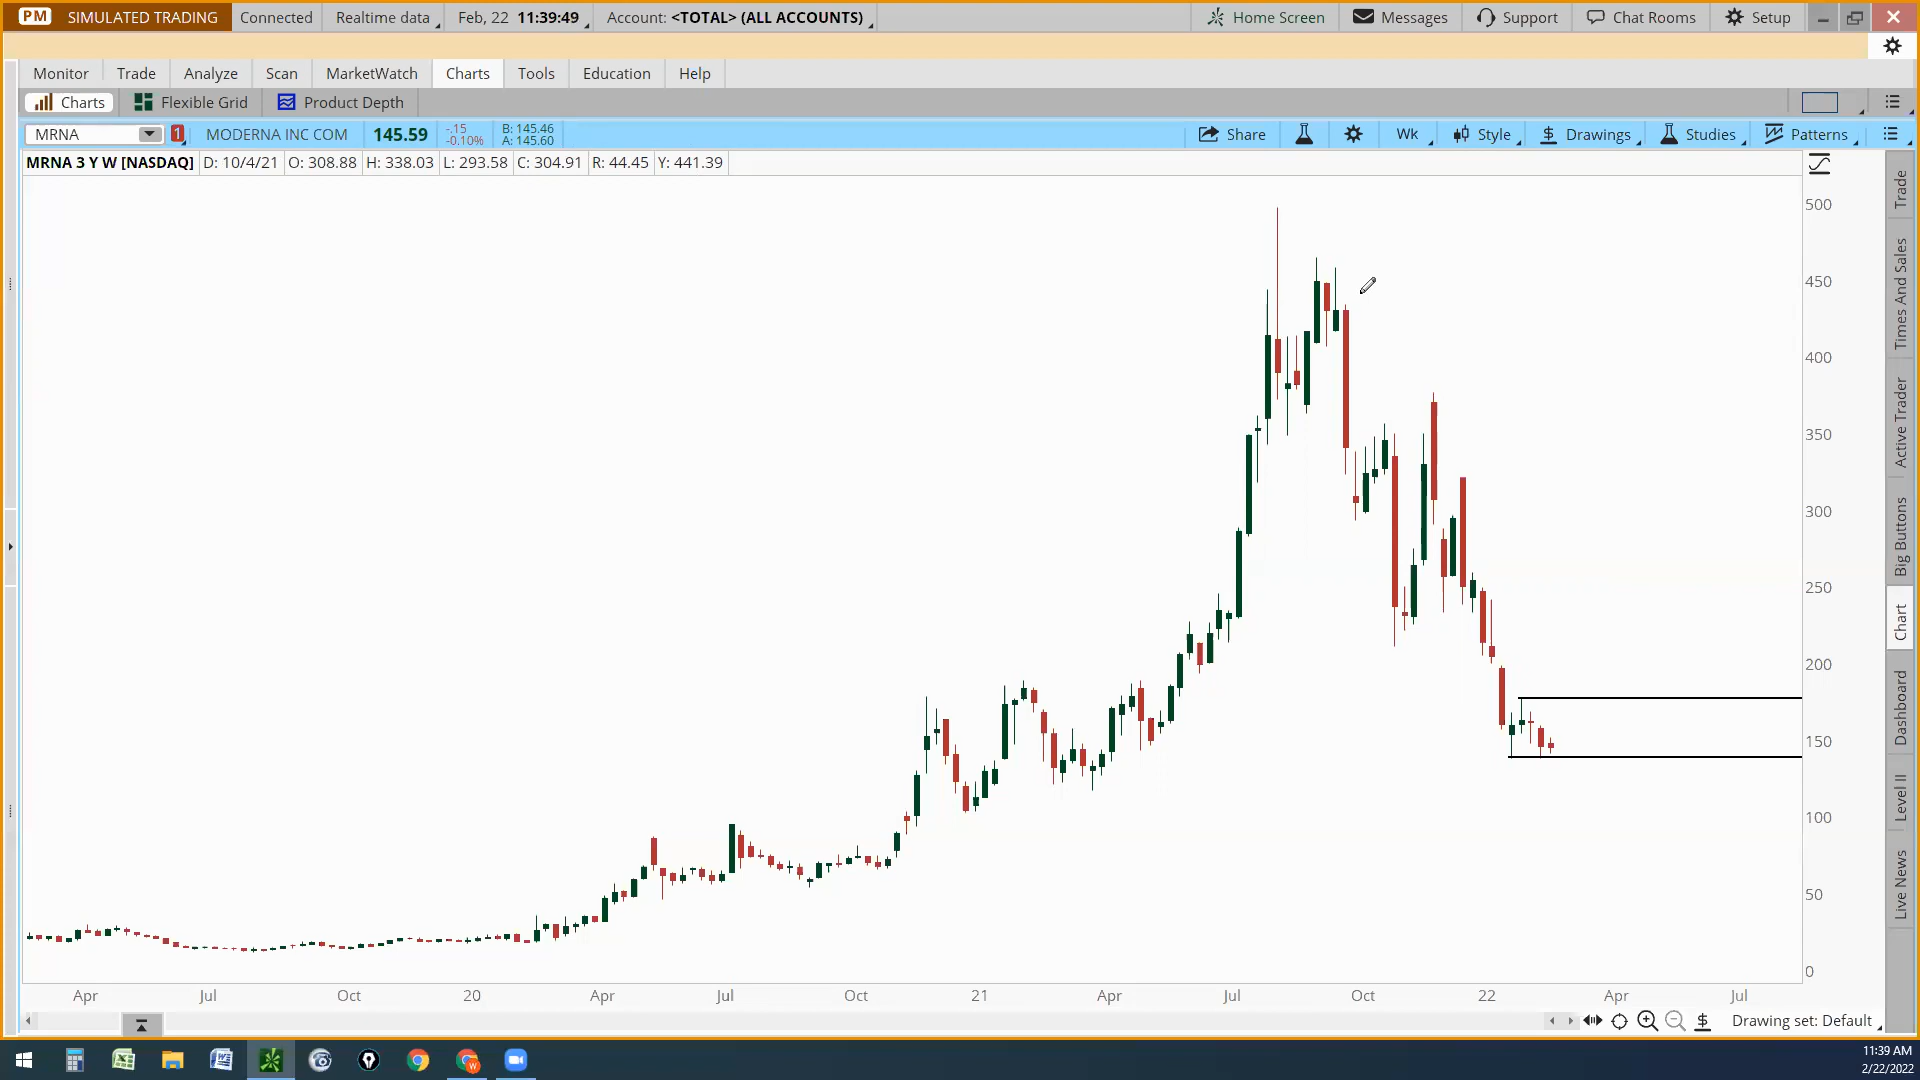 PM SIMULATED TRADING Connected Realtime data Feb, 22 11:39:49 Account: <TOTAL> (ALL ACCOUNTS) Home Screen Messages Support Chat Rooms Setup
Monitor Trade Analyze Scan MarketWatch Charts Tools Education Help
Charts Flexible Grid Product Depth
MRNA 1 MODERNA INC COM 145.59 -.15 -0.10% B: 145.46 A: 145.60 Share Wk Style $ Drawings Studies Patterns
MRNA 3 Y W [NASDAQ] D: 10/4/21 O: 308.88 H: 338.03 L: 293.58 C: 304.91 R: 44.45 Y: 441.39
500
450
400
350
300
250
200
150
100
50
0
Apr Jul Oct 20 Apr Jul Oct 21 Apr Jul Oct 22 Apr Jul
$ Drawing set: Default
Trade
Times And Sales
Active Trader
Big Buttons
Chart
Dashboard
Level II
Live News
11:39 AM
2/22/2022